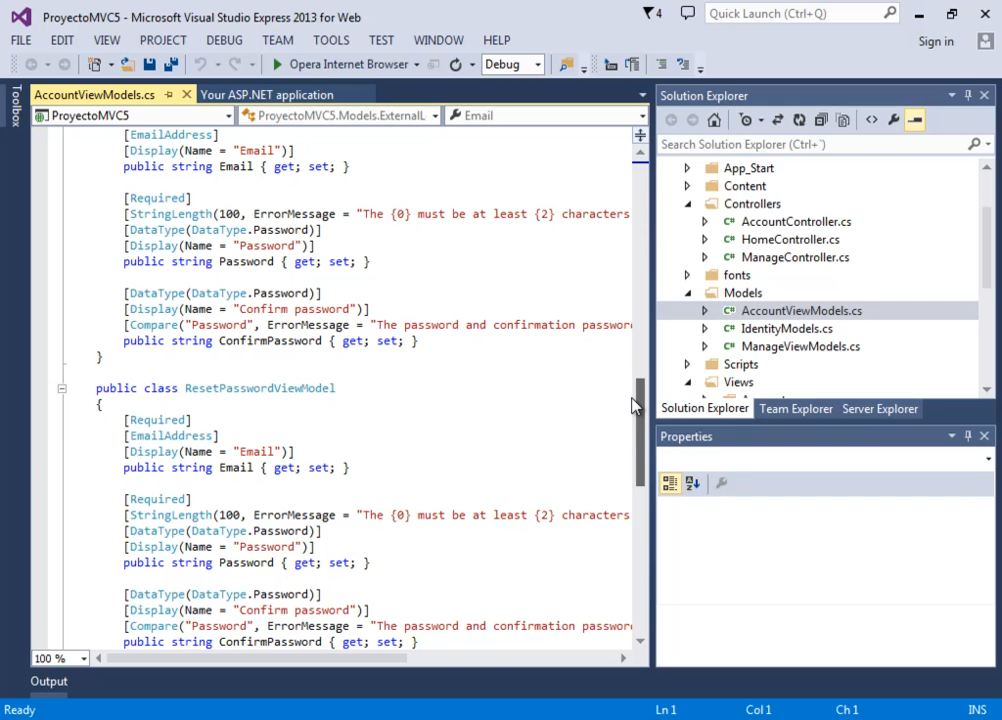 ProyectoMVC5 - Microsoft Visual Studio Express 2013 for Web
4
Quick Launch (Ctrl+Q)
FILE EDIT VIEW PROJECT DEBUG TEAM TOOLS TEST WINDOW HELP
Sign in
Opera Internet Browser
Debug
Toolbox
AccountViewModels.cs
Your ASP.NET application
ProyectoMVC5
ProyectoMVC5.Models.ExternalL
Email
[EmailAddress]
[Display(Name = "Email")]
public string Email { get; set; }
[Required]
[StringLength(100, ErrorMessage = "The {0} must be at least {2} characters
[DataType(DataType.Password)]
[Display(Name = "Password")]
public string Password { get; set; }
[DataType(DataType.Password)]
[Display(Name = "Confirm password")]
[Compare("Password", ErrorMessage = "The password and confirmation password
public string ConfirmPassword { get; set; }
}
public class ResetPasswordViewModel
{
[Required]
[EmailAddress]
[Display(Name = "Email")]
public string Email { get; set; }
[Required]
[StringLength(100, ErrorMessage = "The {0} must be at least {2} characters
[DataType(DataType.Password)]
[Display(Name = "Password")]
public string Password { get; set; }
[DataType(DataType.Password)]
[Display(Name = "Confirm password")]
[Compare("Password", ErrorMessage = "The password and confirmation password
public string ConfirmPassword { get; set; }
100 %
Solution Explorer
Search Solution Explorer (Ctrl+¨)
App_Start
Content
Controllers
C# AccountController.cs
C# HomeController.cs
C# ManageController.cs
fonts
Models
C# AccountViewModels.cs
C# IdentityModels.cs
C# ManageViewModels.cs
Scripts
Views
Solution Explorer Team Explorer Server Explorer
Properties
Output
Ready
Ln 1 Col 1 Ch 1 INS